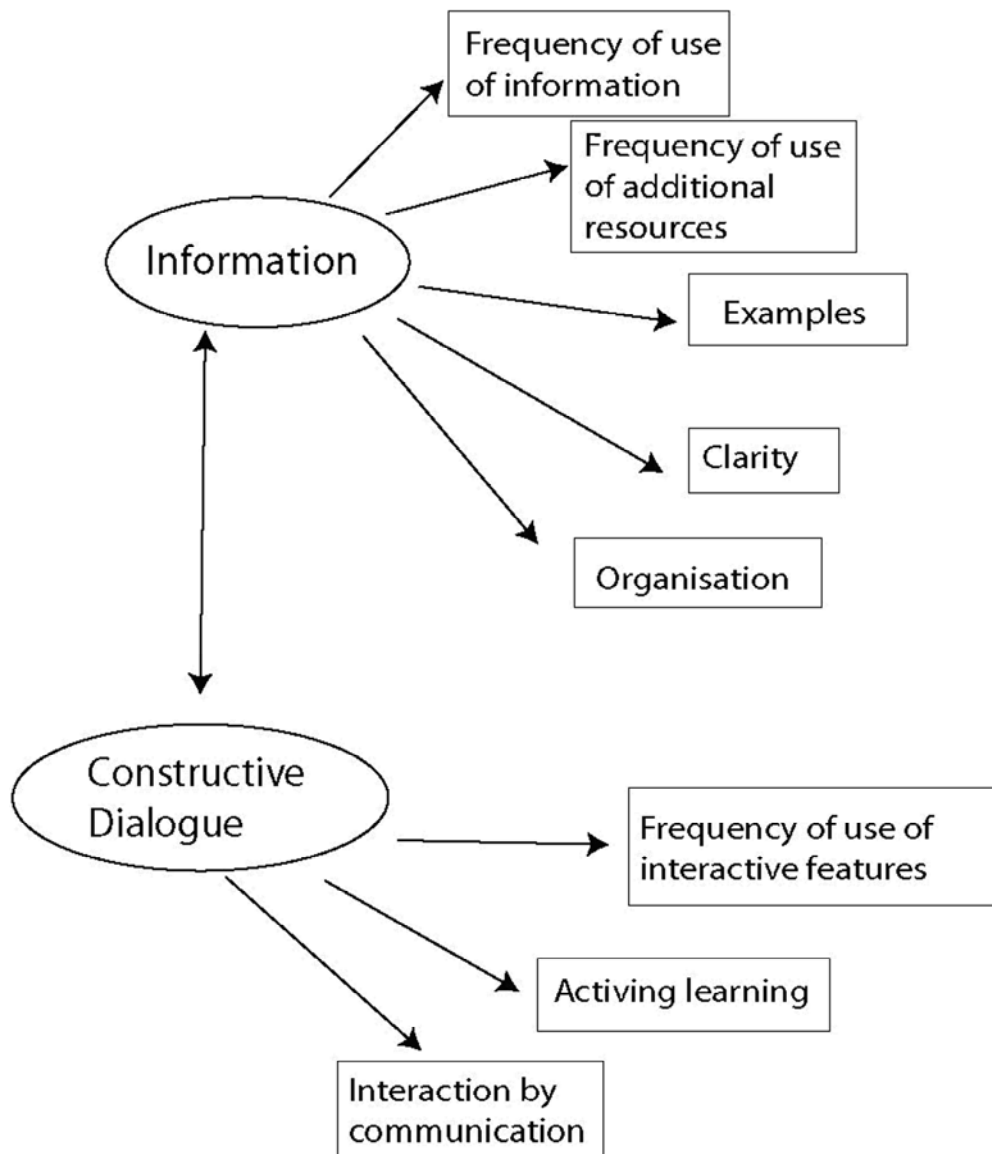 Frequency of use
of information
Frequency of use
of additional
resources
Information
Examples
Clarity
Organisation
Constructive
Dialogue
Frequency of use of
interactive features
Activing learning
Interaction by
communication